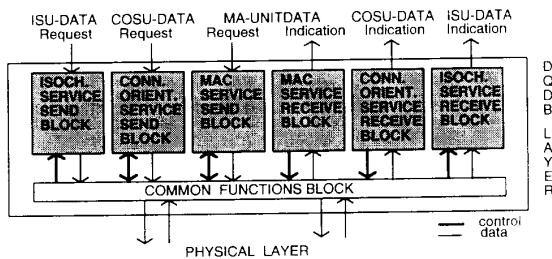 ISU-DATA COSU-DATA MA-UNITDATA COSU-DATA ISU-DATA
Request Request Request Indication Indication Indication
ISOCH. SERVICE SEND BLOCK
CONN. ORIENT. SERVICE SEND BLOCK
MAC SERVICE SEND BLOCK
MAC SERVICE RECEIVE BLOCK
CONN. ORIENT. SERVICE RECEIVE BLOCK
ISOCH. SERVICE RECEIVE BLOCK
COMMON FUNCTIONS BLOCK
DQDB LAYER
control
data
PHYSICAL LAYER